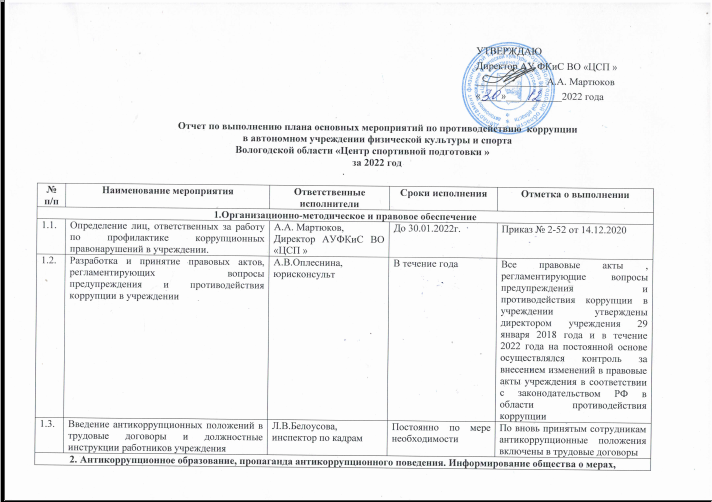 УТВЕРЖДАЮ
Директор АУ ФКиС ВО «ЦСП »
А.А. Мартюков
« 30 » 12 2022 года
Отчет по выполнению плана основных мероприятий по противодействию коррупции
в автономном учреждении физической культуры и спорта
Вологодской области «Центр спортивной подготовки »
за 2022 год
№ п/п
Наименование мероприятия
Ответственные исполнители
Сроки исполнения
Отметка о выполнении
1.Организационно-методическое и правовое обеспечение
1.1.
Определение лиц, ответственных за работу
по профилактике коррупционных
правонарушений в учреждении.
А.А. Мартюков,
Директор АУФКиС ВО
«ЦСП »
До 30.01.2022г.
Приказ № 2-52 от 14.12.2020
1.2.
Разработка и принятие правовых актов,
регламентирующих вопросы
предупреждения и противодействия
коррупции в учреждении
А.В.Оплеснина,
юрисконсульт
В течение года
Все правовые акты ,
регламентирующие вопросы
предупреждения и
противодействия коррупции в
учреждении утверждены
директором учреждения 29
января 2018 года и в течение
2022 года на постоянной основе
осуществлялся контроль за
внесением изменений в правовые
акты учреждения в соответствии
с законодательством РФ в
области противодействия
коррупции
1.3.
Введение антикоррупционных положений в
трудовые договоры и должностные
инструкции работников учреждения
Л.В.Белоусова,
инспектор по кадрам
Постоянно по мере
необходимости
По вновь принятым сотрудникам
антикоррупционные положения
включены в трудовые договоры
2. Антикоррупционное образование, пропаганда антикоррупционного поведения. Информирование общества о мерах,